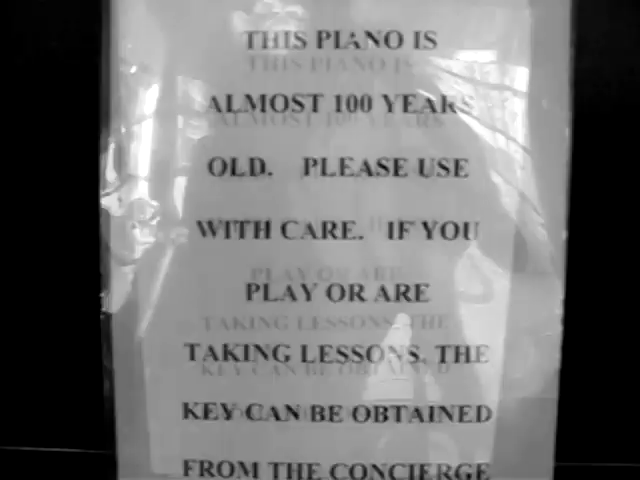 THIS PIANO IS
ALMOST 100 YEARS
OLD. PLEASE USE
WITH CARE. IF YOU
PLAY OR ARE
TAKING LESSONS. THE
KEY CAN BE OBTAINED
FROM THE CONCIERGE